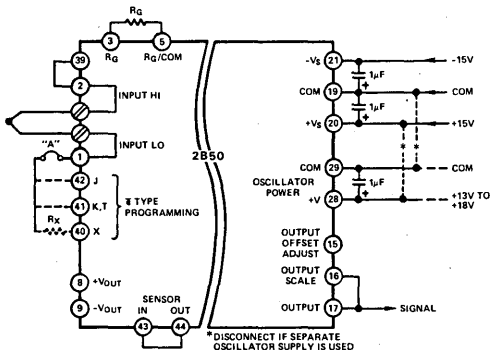 RG
3
5
RG
RG/COM
39
2
INPUT HI
INPUT LO
"A"
1
42
J
41
K,T
ɤ TYPE
PROGRAMMING
RX
40
X
8
+VOUT
9
-VOUT
SENSOR
IN
OUT
43
44
2B50
-VS
21
-15V
1μF
+
COM
19
COM
1μF
+
+VS
20
+15V
*
*
COM
29
COM
OSCILLATOR
POWER
1μF
+
+V
28
+13V TO
+18V
OUTPUT
OFFSET
ADJUST
15
OUTPUT
SCALE
16
OUTPUT
17
SIGNAL
*DISCONNECT IF SEPARATE
OSCILLATOR SUPPLY IS USED